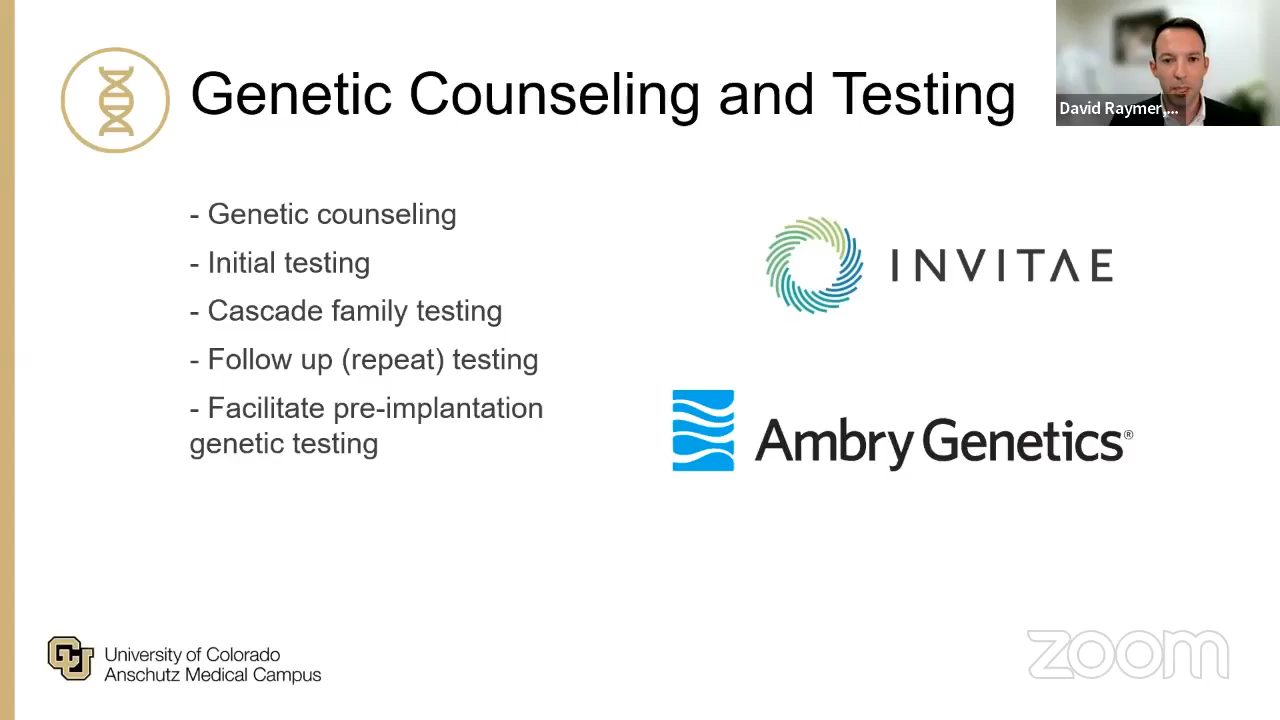 Genetic Counseling and Testing
David Raymer,...
- Genetic counseling
- Initial testing
- Cascade family testing
- Follow up (repeat) testing
- Facilitate pre-implantation
genetic testing
INVITAE
Ambry Genetics®
CU
University of Colorado
Anschutz Medical Campus
zoom